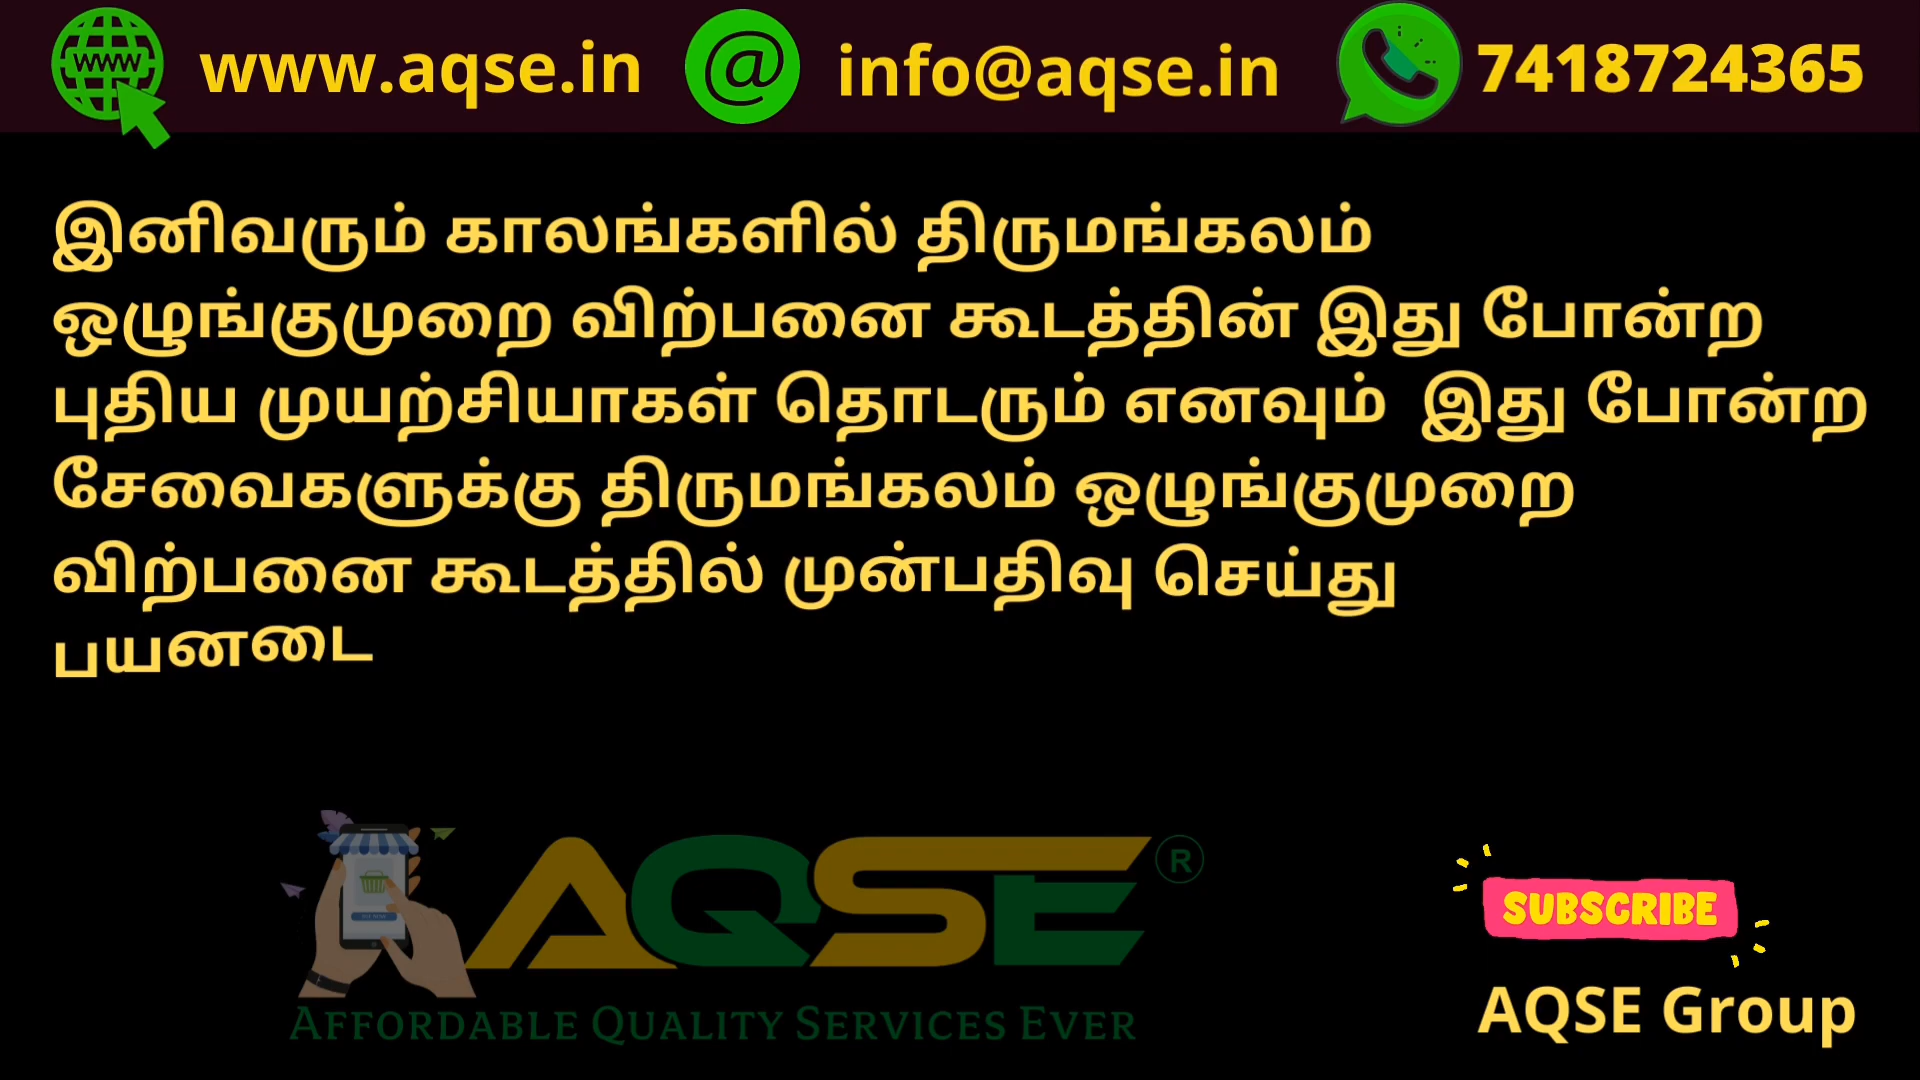 www.aqse.in
info@aqse.in
7418724365
இனிவரும் காலங்களில் திருமங்கலம்
ஒழுங்குமுறை விற்பனை கூடத்தின் இது போன்ற
புதிய முயற்சியாகள் தொடரும் எனவும் இது போன்ற
சேவைகளுக்கு திருமங்கலம் ஒழுங்குமுறை
விற்பனை கூடத்தில் முன்பதிவு செய்து
பயனடை
AQSE ®
Affordable Quality Services Ever
SUBSCRIBE
AQSE Group